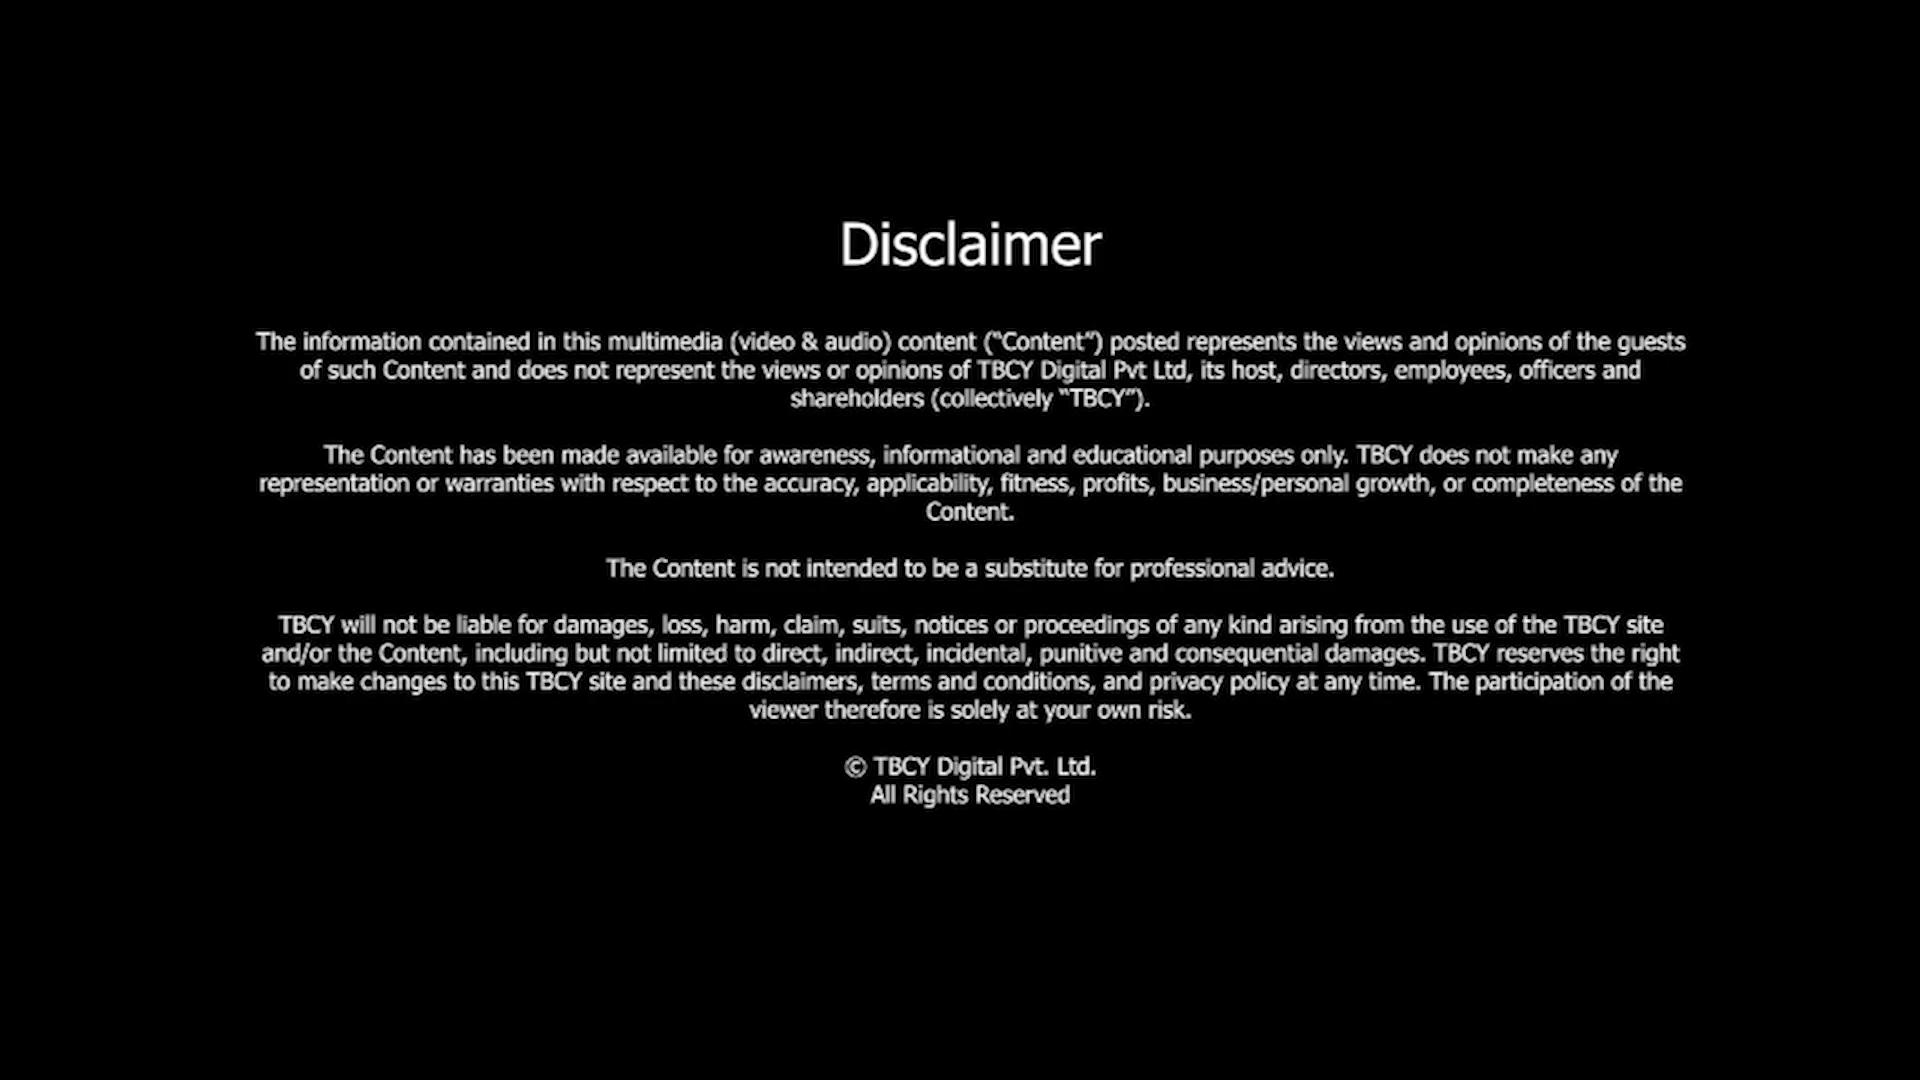 Disclaimer
The information contained in this multimedia (video & audio) content (“Content”) posted represents the views and opinions of the guests
of such Content and does not represent the views or opinions of TBCY Digital Pvt Ltd, its host, directors, employees, officers and
shareholders (collectively “TBCY”).
The Content has been made available for awareness, informational and educational purposes only. TBCY does not make any
representation or warranties with respect to the accuracy, applicability, fitness, profits, business/personal growth, or completeness of the
Content.
The Content is not intended to be a substitute for professional advice.
TBCY will not be liable for damages, loss, harm, claim, suits, notices or proceedings of any kind arising from the use of the TBCY site
and/or the Content, including but not limited to direct, indirect, incidental, punitive and consequential damages. TBCY reserves the right
to make changes to this TBCY site and these disclaimers, terms and conditions, and privacy policy at any time. The participation of the
viewer therefore is solely at your own risk.
© TBCY Digital Pvt. Ltd.
All Rights Reserved